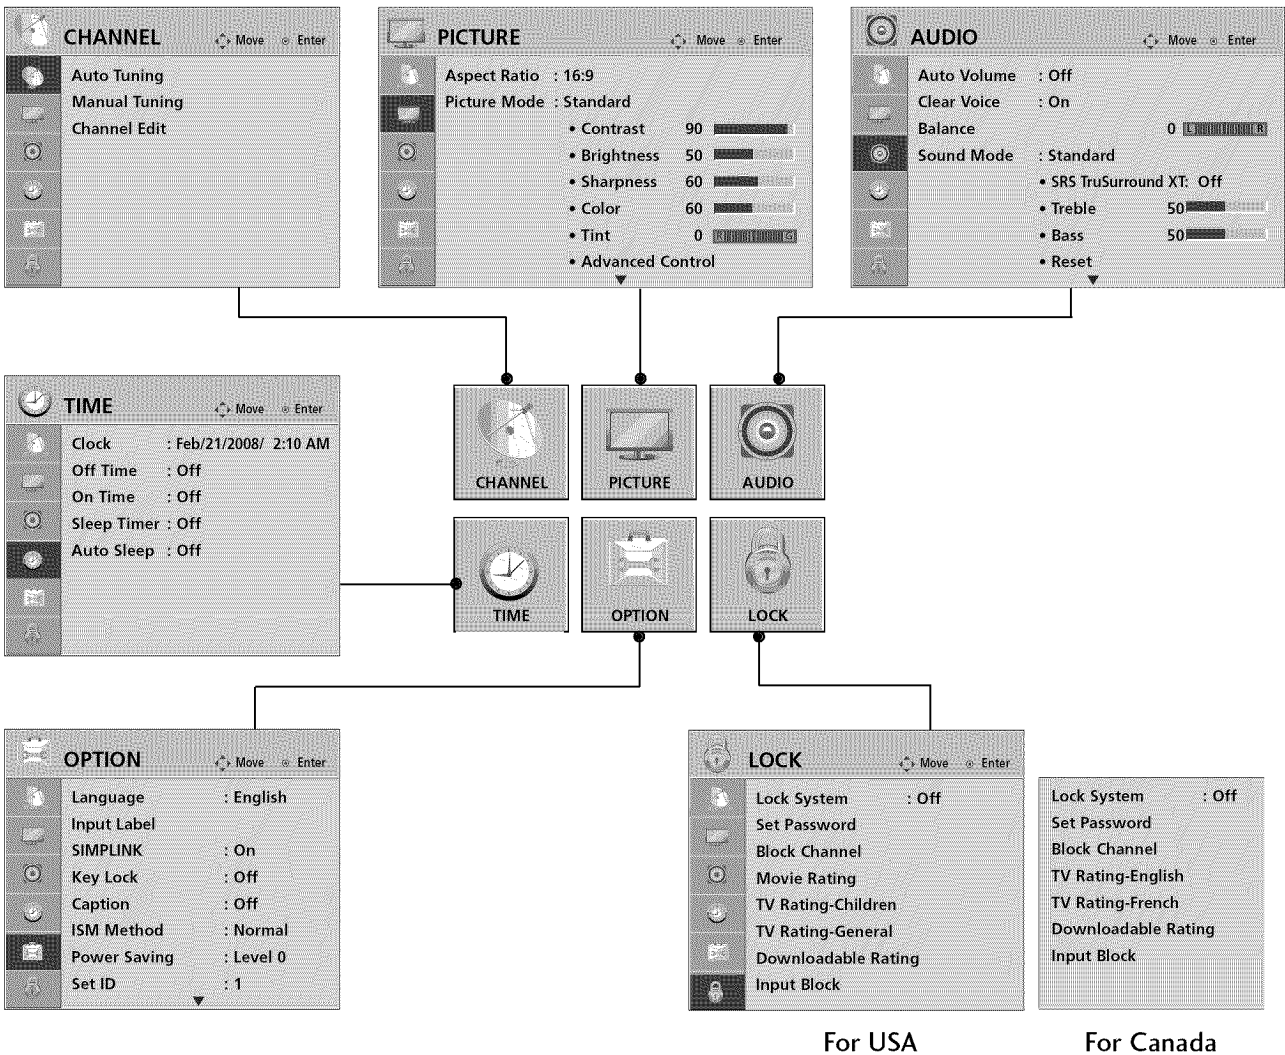 CHANNEL
Move Enter
Auto Tuning
Manual Tuning
Channel Edit
PICTURE
Move Enter
Aspect Ratio : 16:9
Picture Mode : Standard
• Contrast 90
• Brightness 50
• Sharpness 60
• Color 60
• Tint 0 R G
• Advanced Control
AUDIO
Move Enter
Auto Volume : Off
Clear Voice : On
Balance 0 L R
Sound Mode : Standard
• SRS TruSurround XT: Off
• Treble 50
• Bass 50
• Reset
TIME
Move Enter
Clock : Feb/21/2008/ 2:10 AM
Off Time : Off
On Time : Off
Sleep Timer : Off
Auto Sleep : Off
CHANNEL
PICTURE
AUDIO
TIME
OPTION
LOCK
OPTION
Move Enter
Language : English
Input Label
SIMPLINK : On
Key Lock : Off
Caption : Off
ISM Method : Normal
Power Saving : Level 0
Set ID : 1
LOCK
Move Enter
Lock System : Off
Set Password
Block Channel
Movie Rating
TV Rating-Children
TV Rating-General
Downloadable Rating
Input Block
For USA
Lock System : Off
Set Password
Block Channel
TV Rating-English
TV Rating-French
Downloadable Rating
Input Block
For Canada